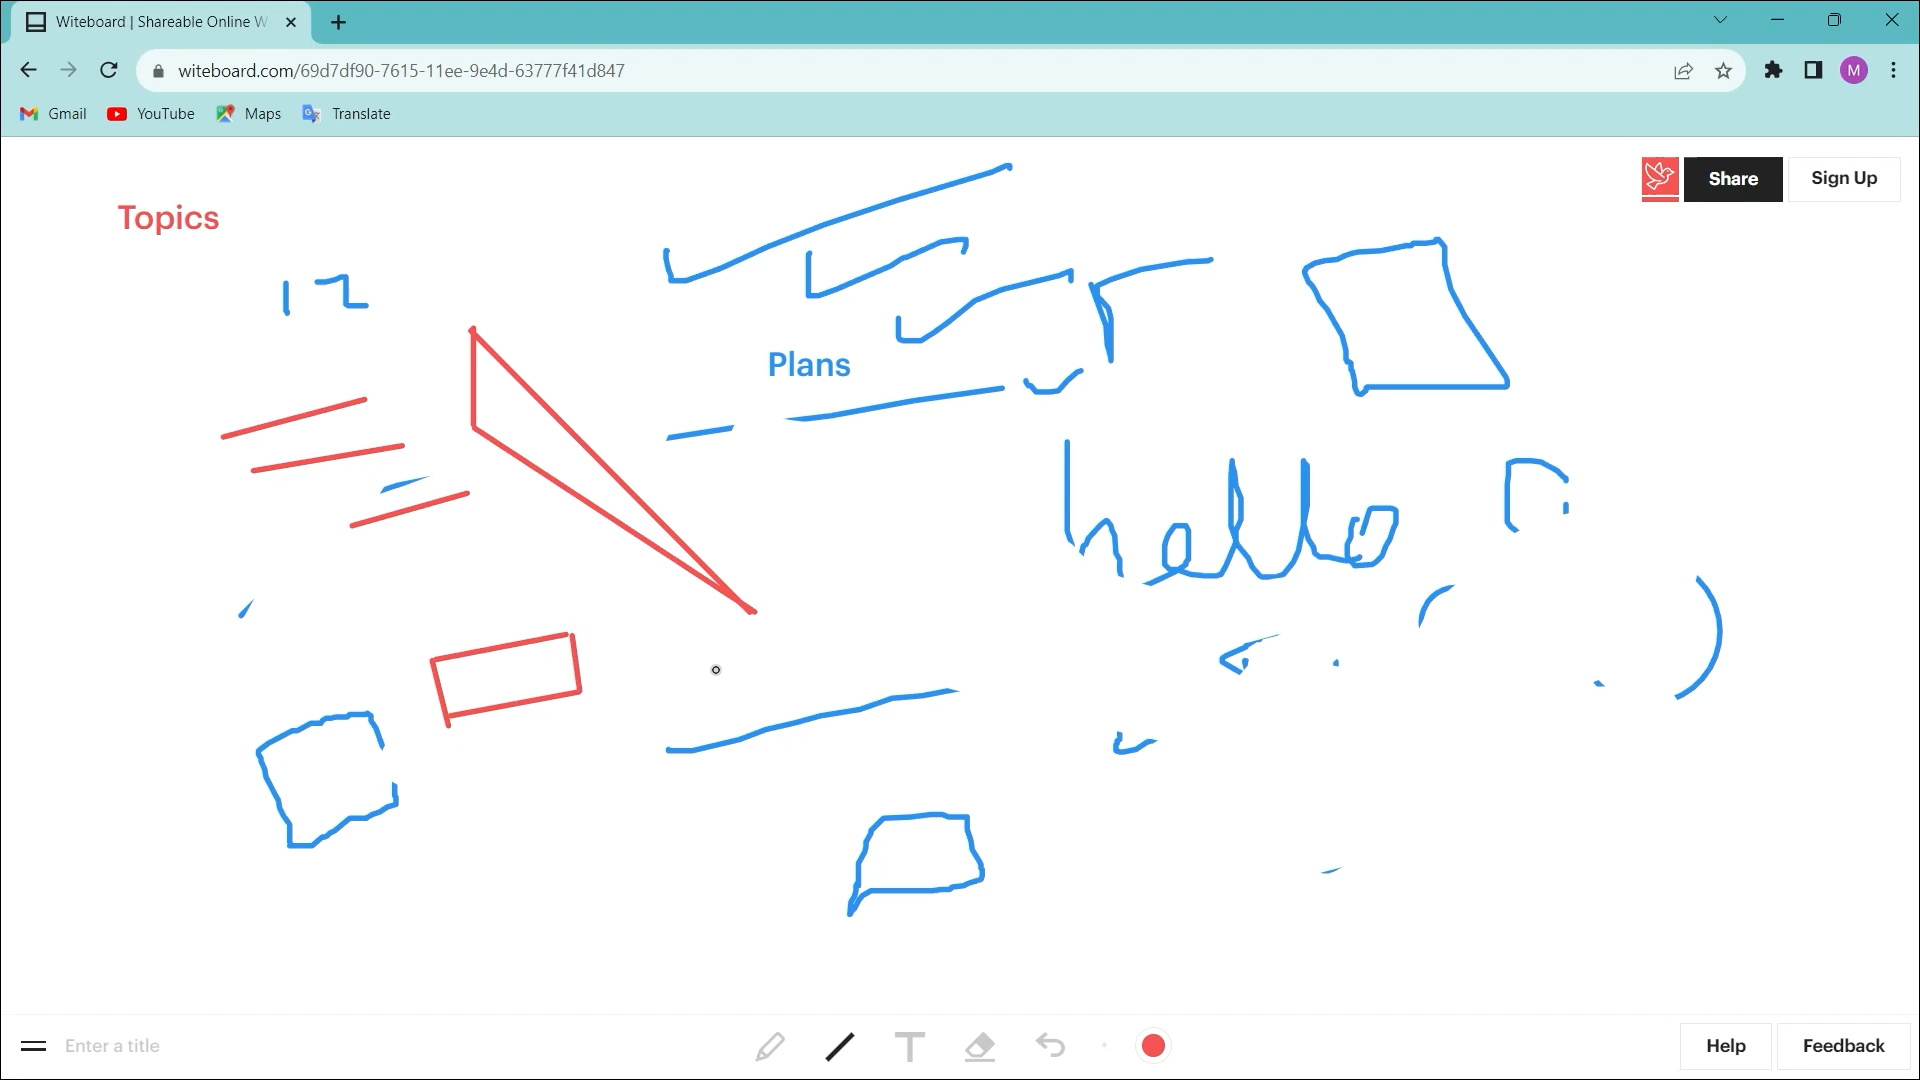 Witeboard | Shareable Online W
witeboard.com/69d7df90-7615-11ee-9e4d-63777f41d847
M
Gmail
YouTube
Maps
Translate
Share
Sign Up
Topics
12
Plans
hello
Enter a title
T
Help
Feedback